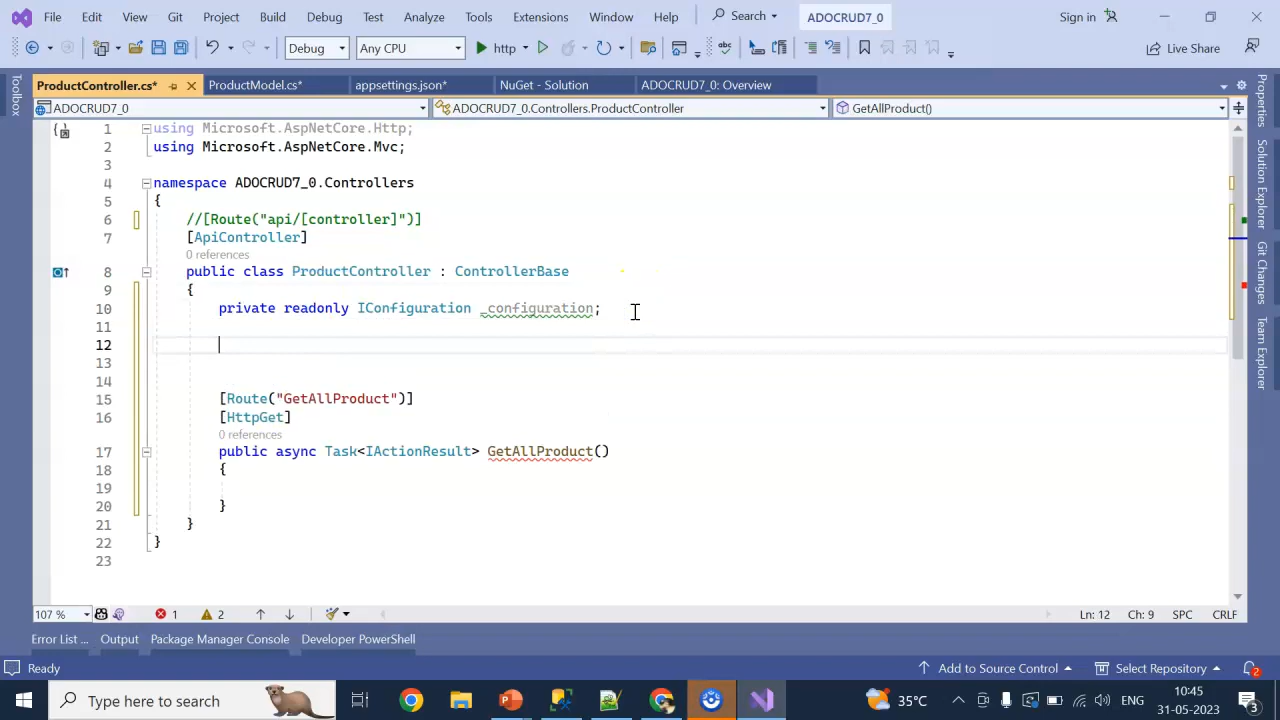 File Edit View Git Project Build Debug Test Analyze Tools Extensions Window Help Search ADOCRUD7_0 Sign in
Debug Any CPU http Live Share
ProductController.cs* ProductModel.cs* appsettings.json* NuGet - Solution ADOCRUD7_0: Overview
ADOCRUD7_0 ADOCRUD7_0.Controllers.ProductController GetAllProduct()
1 using Microsoft.AspNetCore.Http;
2 using Microsoft.AspNetCore.Mvc;
3
4 namespace ADOCRUD7_0.Controllers
5 {
6 //[Route("api/[controller]")]
7 [ApiController]
0 references
8 public class ProductController : ControllerBase
9 {
10 private readonly IConfiguration _configuration;
11
12
13
14
15 [Route("GetAllProduct")]
16 [HttpGet]
0 references
17 public async Task<IActionResult> GetAllProduct()
18 {
19
20 }
21 }
22 }
23
107 % 1 2 Ln: 12 Ch: 9 SPC CRLF
Error List ... Output Package Manager Console Developer PowerShell
Ready Add to Source Control Select Repository 2
Type here to search 35°C ENG 10:45
31-05-2023 3
Toolbox
Properties
Solution Explorer
Git Changes
Team Explorer